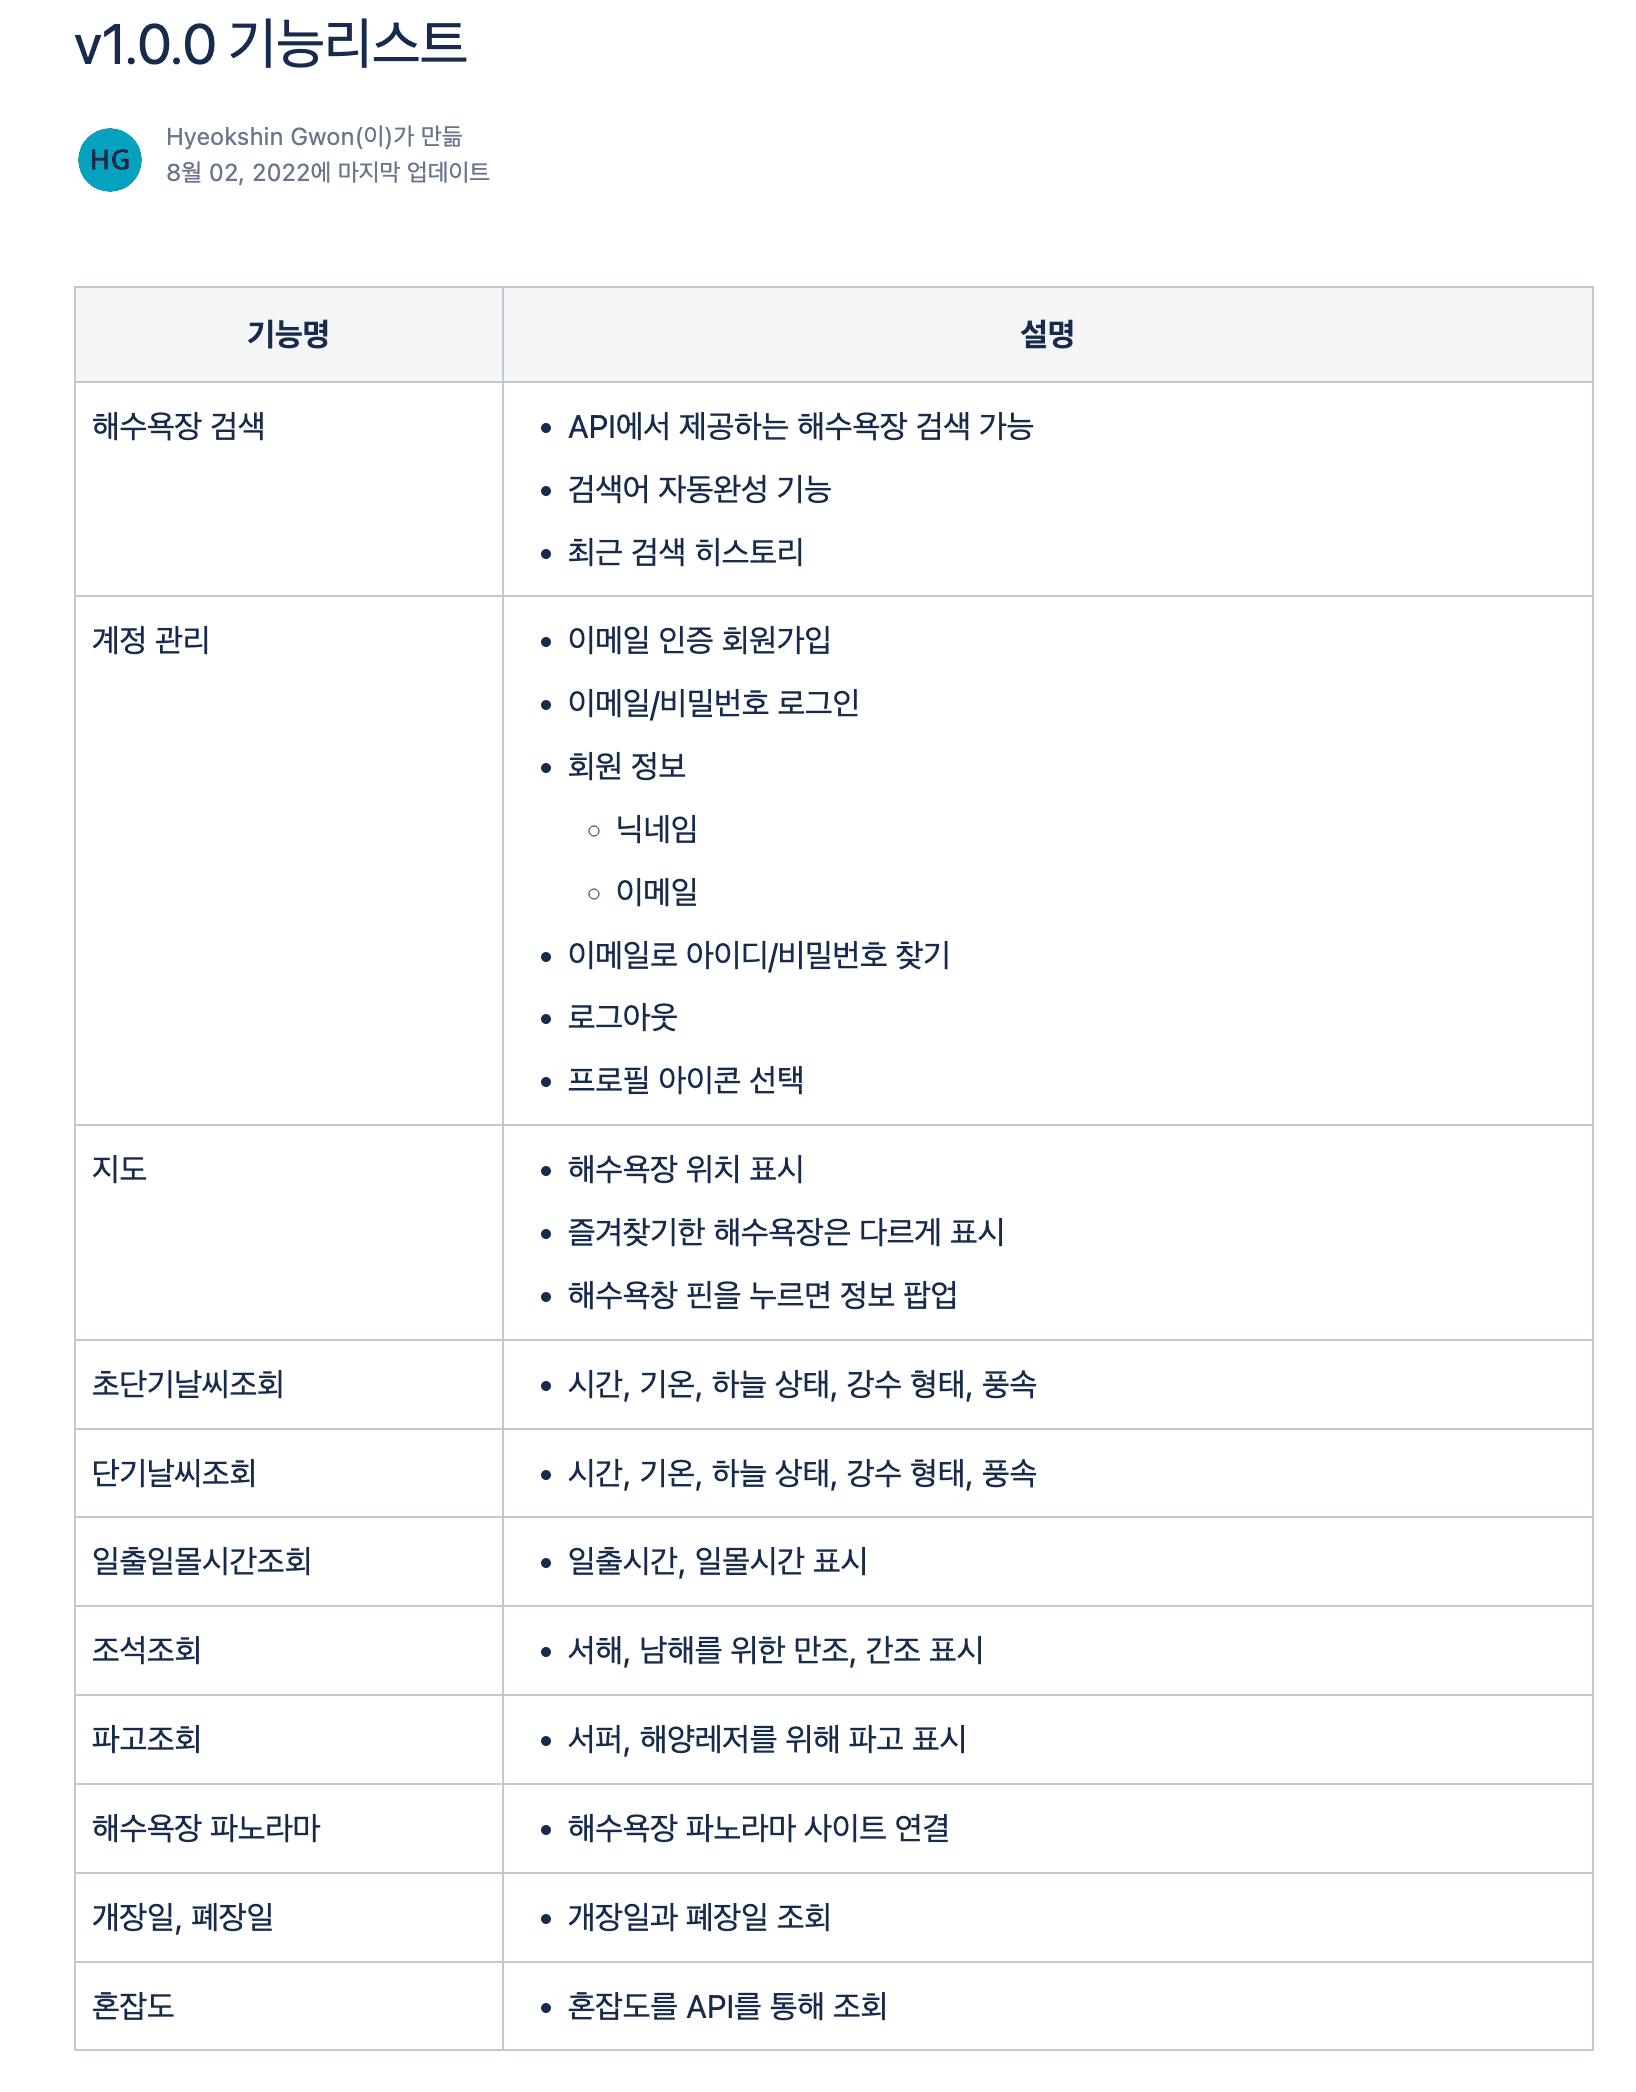 v1.0.0 기능리스트
HG
Hyeokshin Gwon(이)가 만듦
8월 02, 2022에 마지막 업데이트
기능명 설명
해수욕장 검색
API에서 제공하는 해수욕장 검색 가능
검색어 자동완성 기능
최근 검색 히스토리
계정 관리
이메일 인증 회원가입
이메일/비밀번호 로그인
회원 정보
닉네임
이메일
이메일로 아이디/비밀번호 찾기
로그아웃
프로필 아이콘 선택
지도
해수욕장 위치 표시
즐겨찾기한 해수욕장은 다르게 표시
해수욕창 핀을 누르면 정보 팝업
초단기날씨조회
시간, 기온, 하늘 상태, 강수 형태, 풍속
단기날씨조회
시간, 기온, 하늘 상태, 강수 형태, 풍속
일출일몰시간조회
일출시간, 일몰시간 표시
조석조회
서해, 남해를 위한 만조, 간조 표시
파고조회
서퍼, 해양레저를 위해 파고 표시
해수욕장 파노라마
해수욕장 파노라마 사이트 연결
개장일, 폐장일
개장일과 폐장일 조회
혼잡도
혼잡도를 API를 통해 조회